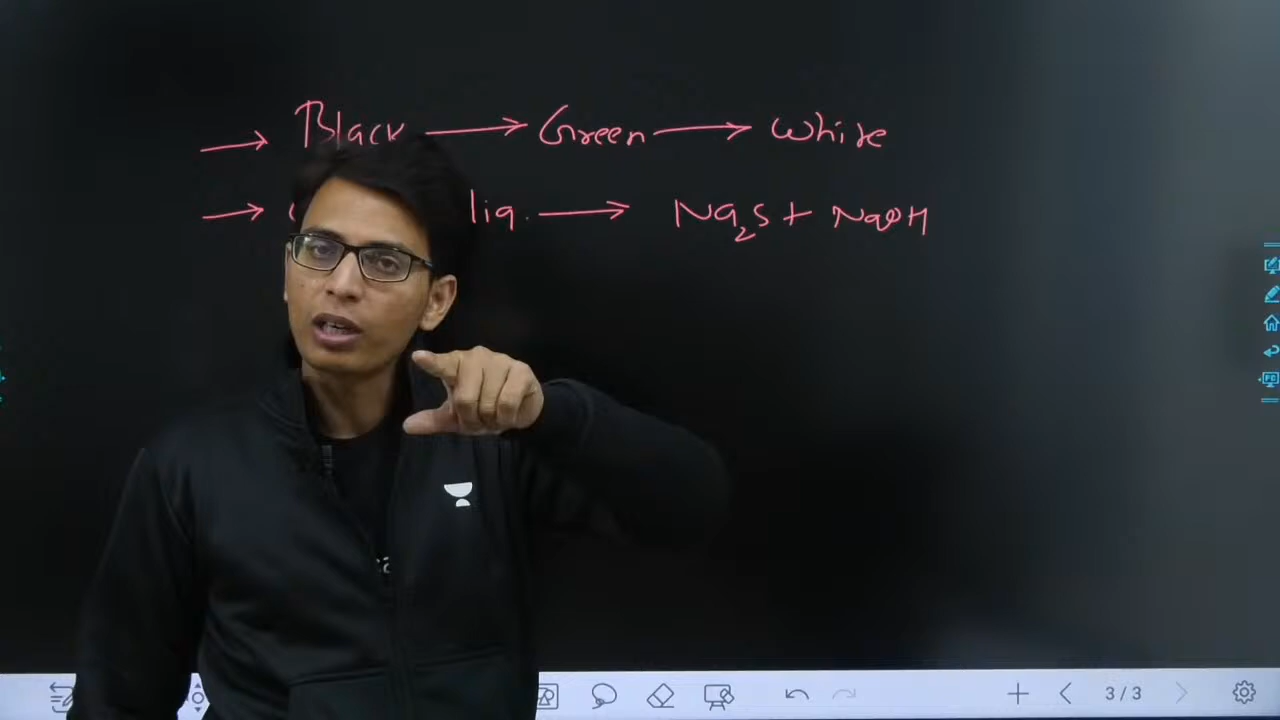 → Black → Green → White
→ liq. → Na₂S + NaOH
3/3